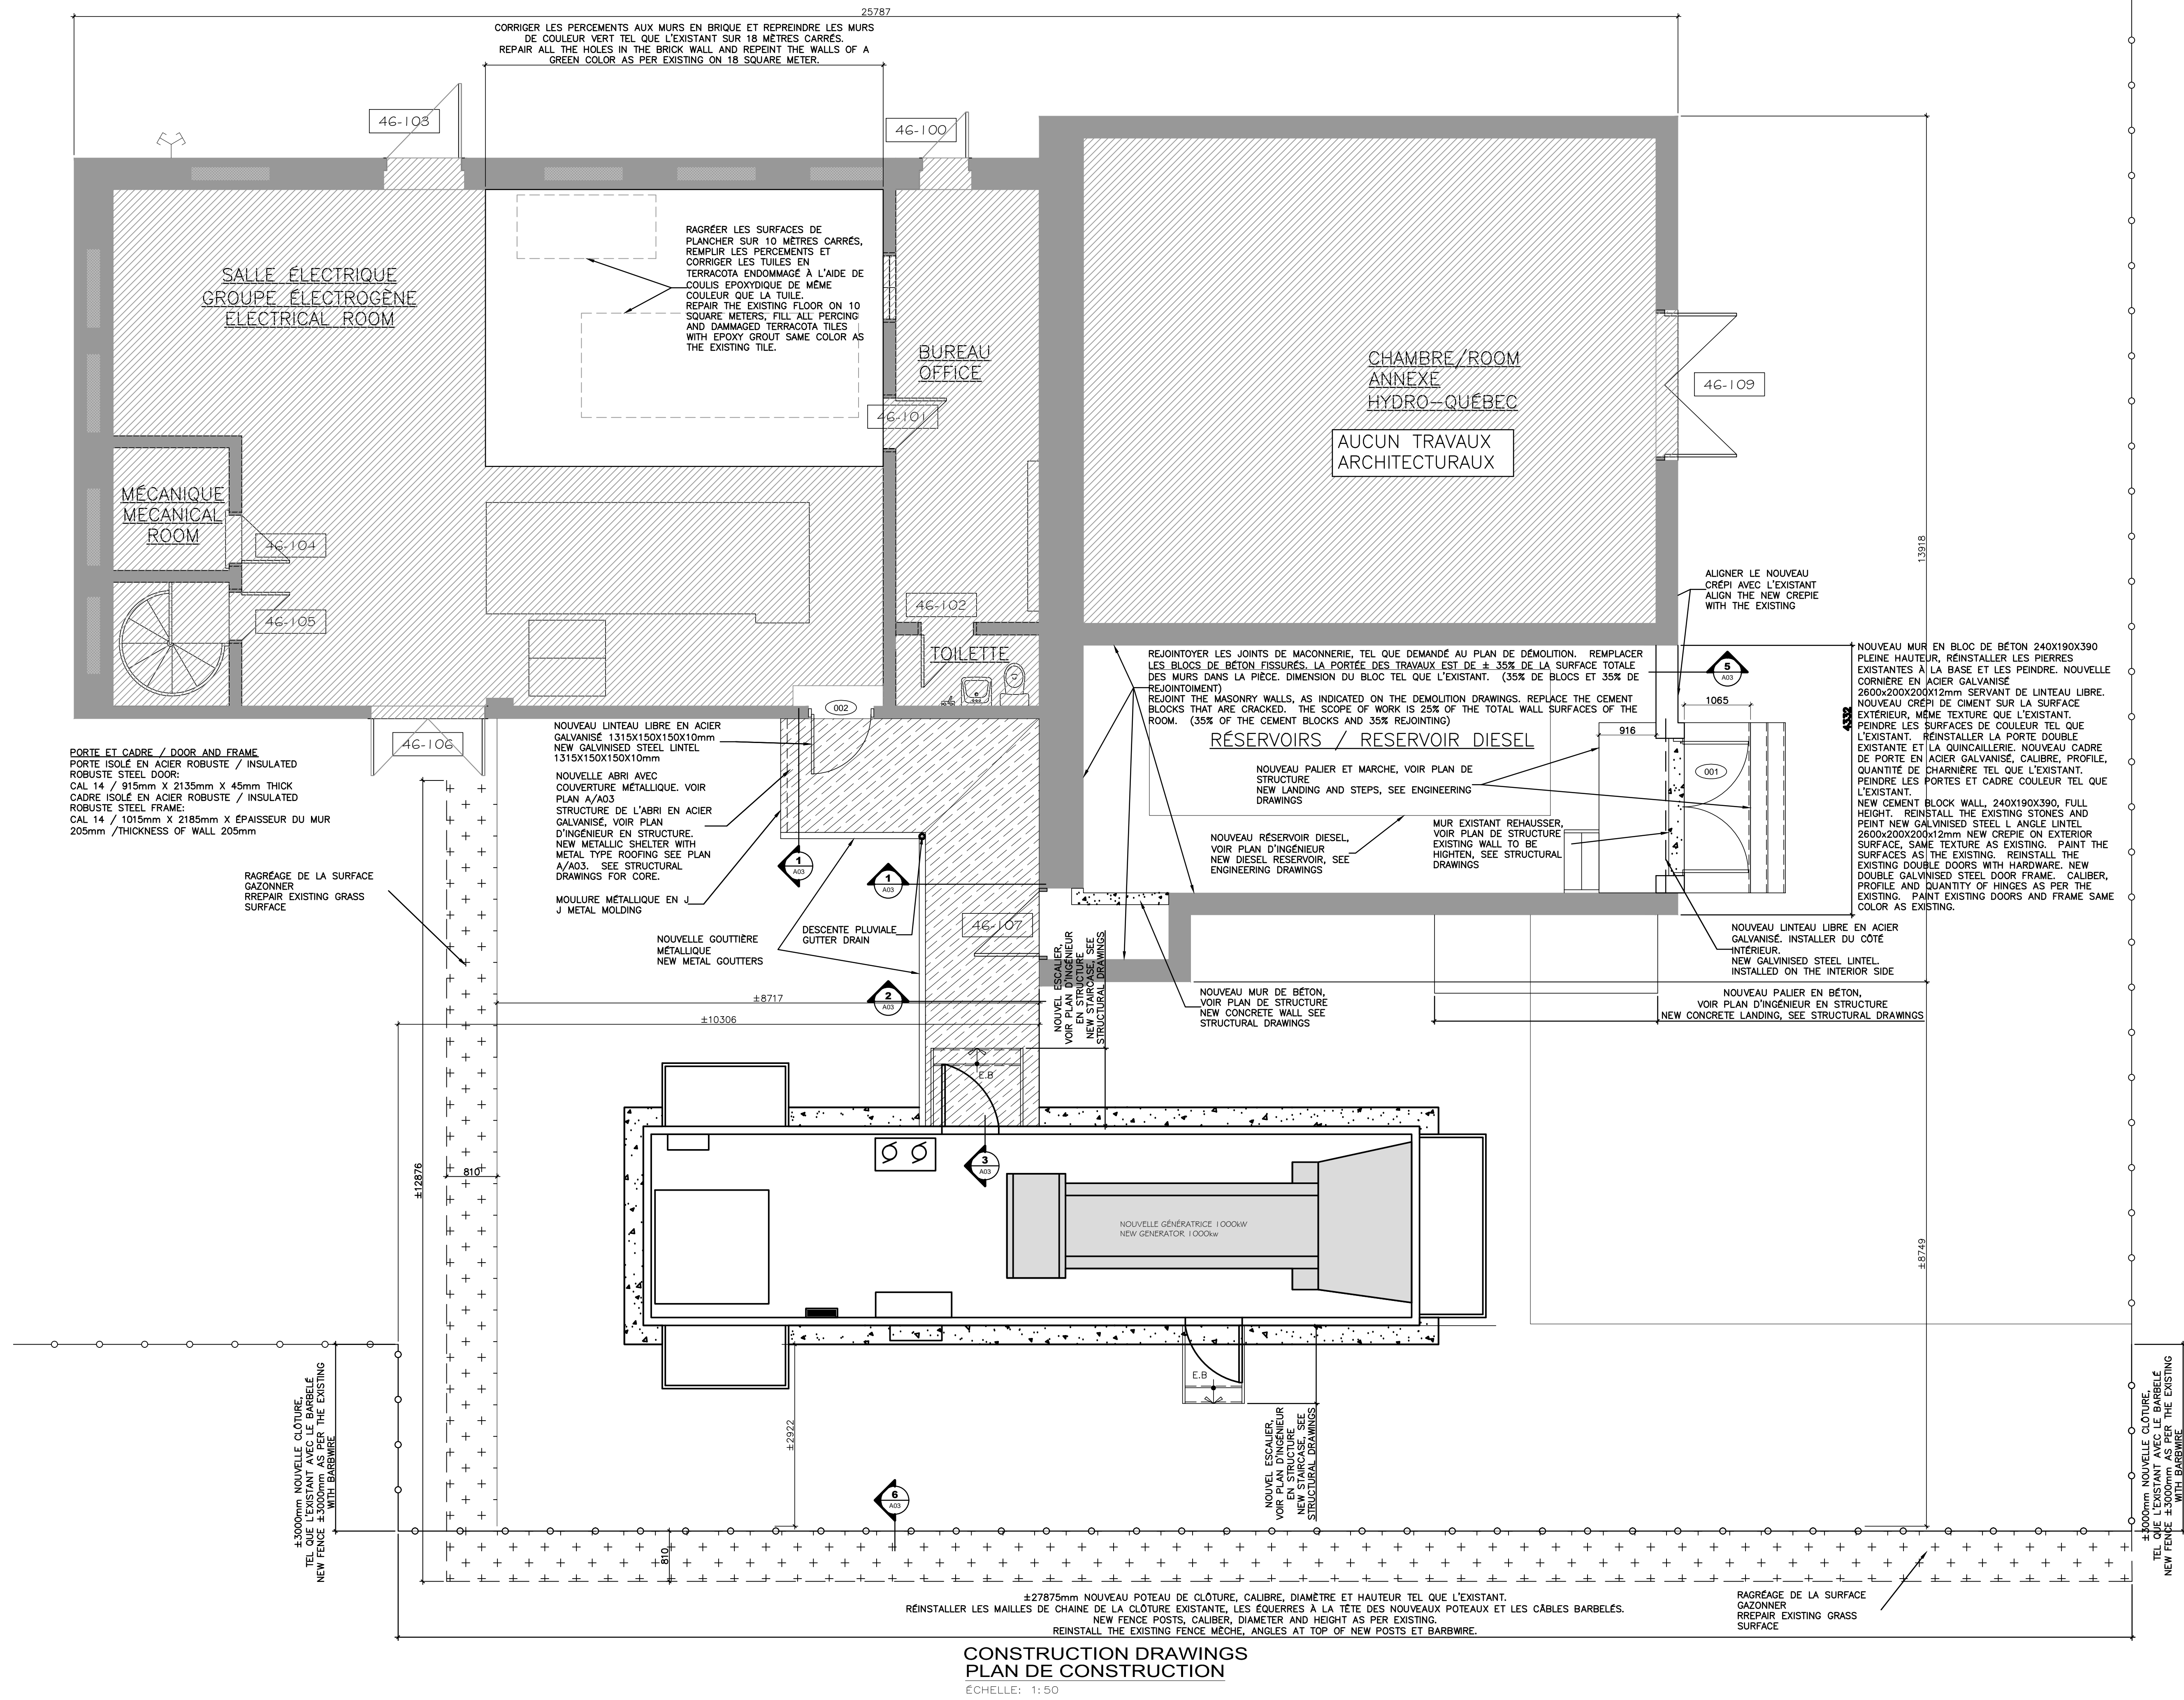 25787
CORRIGER LES PERCEMENTS AUX MURS EN BRIQUE ET REPREINDRE LES MURS
DE COULEUR VERT TEL QUE L'EXISTANT SUR 18 MÈTRES CARRÉS.
REPAIR ALL THE HOLES IN THE BRICK WALL AND REPEINT THE WALLS OF A
GREEN COLOR AS PER EXISTING ON 18 SQUARE METER.
46-103
46-100
SALLE ÉLECTRIQUE
GROUPE ÉLECTROGÈNE
ELECTRICAL ROOM
RAGRÉER LES SURFACES DE
PLANCHER SUR 10 MÈTRES CARRÉS,
REMPLIR LES PERCEMENTS ET
CORRIGER LES TUILES EN
TERRACOTA ENDOMMAGÉ À L'AIDE DE
COULIS EPOXYDIQUE DE MÊME
COULEUR QUE LA TUILE.
REPAIR THE EXISTING FLOOR ON 10
SQUARE METERS, FILL ALL PERCING
AND DAMMAGED TERRACOTA TILES
WITH EPOXY GROUT SAME COLOR AS
THE EXISTING TILE.
BUREAU
OFFICE
46-101
CHAMBRE/ROOM
ANNEXE
HYDRO-QUÉBEC
AUCUN TRAVAUX
ARCHITECTURAUX
46-109
MÉCANIQUE
MECANICAL
ROOM
46-104
46-105
46-102
TOILETTE
13918
ALIGNER LE NOUVEAU
CRÉPI AVEC L'EXISTANT
ALIGN THE NEW CREPIE
WITH THE EXISTING
REJOINTOYER LES JOINTS DE MACONNERIE, TEL QUE DEMANDÉ AU PLAN DE DÉMOLITION. REMPLACER
LES BLOCS DE BÉTON FISSURÉS. LA PORTÉE DES TRAVAUX EST DE ± 35% DE LA SURFACE TOTALE
DES MURS DANS LA PIÈCE. DIMENSION DU BLOC TEL QUE L'EXISTANT. (35% DE BLOCS ET 35% DE
REJOINTOIMENT)
REJOINT THE MASONRY WALLS, AS INDICATED ON THE DEMOLITION DRAWINGS. REPLACE THE CEMENT
BLOCKS THAT ARE CRACKED. THE SCOPE OF WORK IS 25% OF THE TOTAL WALL SURFACES OF THE
ROOM. (35% OF THE CEMENT BLOCKS AND 35% REJOINTING)
RÉSERVOIRS / RESERVOIR DIESEL
5
A03
1065
916
001
4332
NOUVEAU MUR EN BLOC DE BÉTON 240X190X390
PLEINE HAUTEUR, RÉINSTALLER LES PIERRES
EXISTANTES À LA BASE ET LES PEINDRE. NOUVELLE
CORNIÈRE EN ACIER GALVANISÉ
2600x200X200X12mm SERVANT DE LINTEAU LIBRE.
NOUVEAU CRÉPI DE CIMENT SUR LA SURFACE
EXTÉRIEUR, MÊME TEXTURE QUE L'EXISTANT.
PEINDRE LES SURFACES DE COULEUR TEL QUE
L'EXISTANT. RÉINSTALLER LA PORTE DOUBLE
EXISTANTE ET LA QUINCAILLERIE. NOUVEAU CADRE
DE PORTE EN ACIER GALVANISÉ, CALIBRE, PROFILE,
QUANTITÉ DE CHARNIÈRE TEL QUE L'EXISTANT.
PEINDRE LES PORTES ET CADRE COULEUR TEL QUE
L'EXISTANT.
NEW CEMENT BLOCK WALL, 240X190X390, FULL
HEIGHT. REINSTALL THE EXISTING STONES AND
PEINT NEW GALVINISED STEEL L ANGLE LINTEL
2600x200X200x12mm NEW CREPIE ON EXTERIOR
SURFACE, SAME TEXTURE AS EXISTING. PAINT THE
SURFACES AS THE EXISTING. REINSTALL THE
EXISTING DOUBLE DOORS WITH HARDWARE. NEW
DOUBLE GALVINISED STEEL DOOR FRAME. CALIBER,
PROFILE AND QUANTITY OF HINGES AS PER THE
EXISTING. PAINT EXISTING DOORS AND FRAME SAME
COLOR AS EXISTING.
NOUVEAU PALIER ET MARCHE, VOIR PLAN DE
STRUCTURE
NEW LANDING AND STEPS, SEE ENGINEERING
DRAWINGS
NOUVEAU RÉSERVOIR DIESEL,
VOIR PLAN D'INGÉNIEUR
NEW DIESEL RESERVOIR, SEE
ENGINEERING DRAWINGS
MUR EXISTANT REHAUSSER,
VOIR PLAN DE STRUCTURE
EXISTING WALL TO BE
HIGHTEN, SEE STRUCTURAL
DRAWINGS
002
46-106
PORTE ET CADRE / DOOR AND FRAME
PORTE ISOLÉ EN ACIER ROBUSTE / INSULATED
ROBUSTE STEEL DOOR:
CAL 14 / 915mm X 2135mm X 45mm THICK
CADRE ISOLÉ EN ACIER ROBUSTE / INSULATED
ROBUSTE STEEL FRAME:
CAL 14 / 1015mm X 2185mm X ÉPAISSEUR DU MUR
205mm /THICKNESS OF WALL 205mm
NOUVEAU LINTEAU LIBRE EN ACIER
GALVANISÉ 1315X150X150X10mm
NEW GALVINISED STEEL LINTEL
1315X150X150X10mm
NOUVELLE ABRI AVEC
COUVERTURE MÉTALLIQUE. VOIR
PLAN A/A03
STRUCTURE DE L'ABRI EN ACIER
GALVANISÉ, VOIR PLAN
D'INGÉNIEUR EN STRUCTURE.
NEW METALLIC SHELTER WITH
METAL TYPE ROOFING SEE PLAN
A/A03. SEE STRUCTURAL
DRAWINGS FOR CORE.
MOULURE MÉTALLIQUE EN J
J METAL MOLDING
1
A03
1
A03
RAGRÉAGE DE LA SURFACE
GAZONNER
RREPAIR EXISTING GRASS
SURFACE
NOUVELLE GOUTTIÈRE
MÉTALLIQUE
NEW METAL GOUTTERS
DESCENTE PLUVIALE
GUTTER DRAIN
46-107
NOUVEL ESCALIER,
VOIR PLAN D'INGÉNIEUR
EN STRUCTURE
NEW STAIRCASE, SEE
STRUCTURAL DRAWINGS
NOUVEAU LINTEAU LIBRE EN ACIER
GALVANISÉ. INSTALLER DU CÔTÉ
INTÉRIEUR.
NEW GALVINISED STEEL LINTEL.
INSTALLED ON THE INTERIOR SIDE
NOUVEAU MUR DE BÉTON,
VOIR PLAN DE STRUCTURE
NEW CONCRETE WALL SEE
STRUCTURAL DRAWINGS
NOUVEAU PALIER EN BÉTON,
VOIR PLAN D'INGÉNIEUR EN STRUCTURE
NEW CONCRETE LANDING, SEE STRUCTURAL DRAWINGS
±8717
2
A03
±10306
E.B
±12876
810
3
A03
NOUVELLE GÉNÉRATRICE 1000kW
NEW GENERATOR 1000kw
±8749
E.B
±2922
NOUVEL ESCALIER,
VOIR PLAN D'INGÉNIEUR
EN STRUCTURE
NEW STAIRCASE, SEE
STRUCTURAL DRAWINGS
±3000mm NOUVELLE CLÔTURE,
TEL QUE L'EXISTANT AVEC LE BARBELÉ
NEW FENCE ±3000mm AS PER THE EXISTING
WITH BARBWIRE
±3000mm NOUVELLE CLÔTURE,
TEL QUE L'EXISTANT AVEC LE BARBELÉ
NEW FENCE ±3000mm AS PER THE EXISTING
WITH BARBWIRE
6
A03
810
±27875mm NOUVEAU POTEAU DE CLÔTURE, CALIBRE, DIAMÈTRE ET HAUTEUR TEL QUE L'EXISTANT.
RÉINSTALLER LES MAILLES DE CHAINE DE LA CLÔTURE EXISTANTE, LES ÉQUERRES À LA TÊTE DES NOUVEAUX POTEAUX ET LES CÂBLES BARBELÉS.
NEW FENCE POSTS, CALIBER, DIAMETER AND HEIGHT AS PER EXISTING.
REINSTALL THE EXISTING FENCE MÈCHE, ANGLES AT TOP OF NEW POSTS ET BARBWIRE.
RAGRÉAGE DE LA SURFACE
GAZONNER
RREPAIR EXISTING GRASS
SURFACE
CONSTRUCTION DRAWINGS
PLAN DE CONSTRUCTION
ÉCHELLE: 1:50